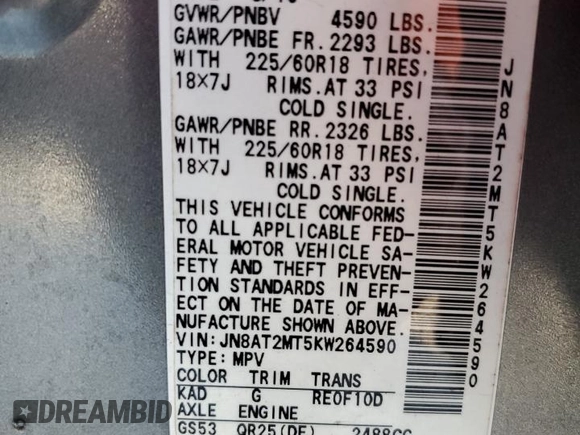 GVWR/PNBV 4590 LBS.
GAWR/PNBE FR. 2293 LBS.
WITH 225/60R18 TIRES,
18×7J RIMS. AT 33 PSI
COLD SINGLE.
GAWR/PNBE RR. 2326 LBS.
WITH 225/60R18 TIRES,
18×7J RIMS. AT 33 PSI
COLD SINGLE.
THIS VEHICLE CONFORMS
TO ALL APPLICABLE FED-
ERAL MOTOR VEHICLE SA-
FETY AND THEFT PREVEN-
TION STANDARDS IN EFF-
ECT ON THE DATE OF MA-
NUFACTURE SHOWN ABOVE.
VIN:JN8AT2MT5KW264590
TYPE:MPV
COLOR TRIM TRANS
KAD G RE0F10D
AXLE ENGINE
GS53 QR25(DE) 2488CC
JN8AT2MT5KW264590
DREAMBID